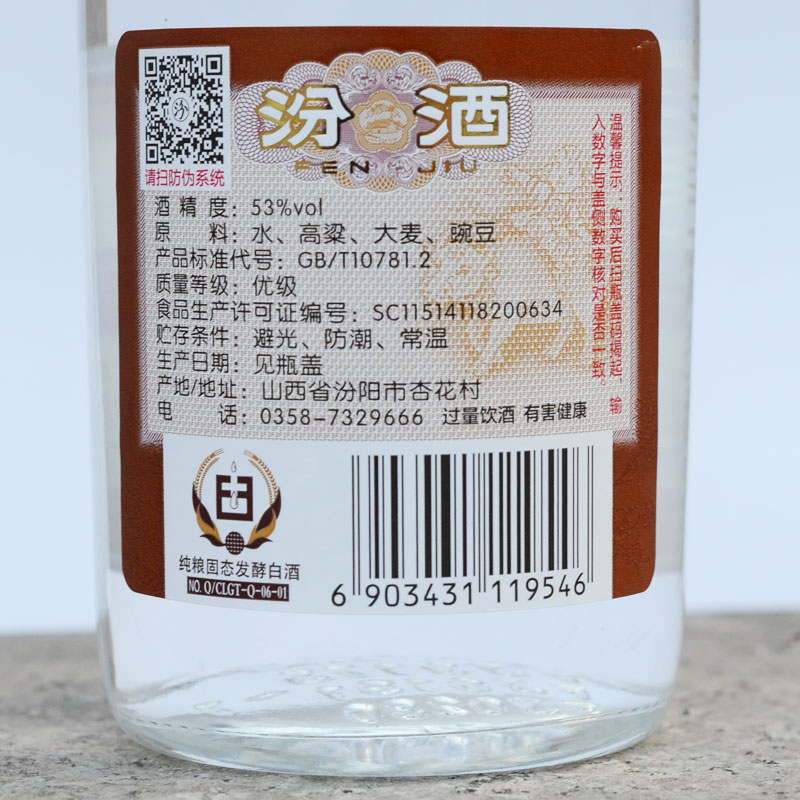 汾酒
FEN JIU
请扫防伪系统
酒精度：53%vol
原料：水、高粱、大麦、豌豆
产品标准代号：GB/T10781.2
质量等级：优级
食品生产许可证编号：SC11514118200634
贮存条件：避光、防潮、常温
生产日期：见瓶盖
产地/地址：山西省汾阳市杏花村
电话：0358-7329666 过量饮酒 有害健康
温馨提示：购买后扫瓶盖码揭起，输
入数字与盖侧数字核对是否一致。
纯粮固态发酵白酒
NO. Q/CLGT-Q-06-01
6 903431 119546